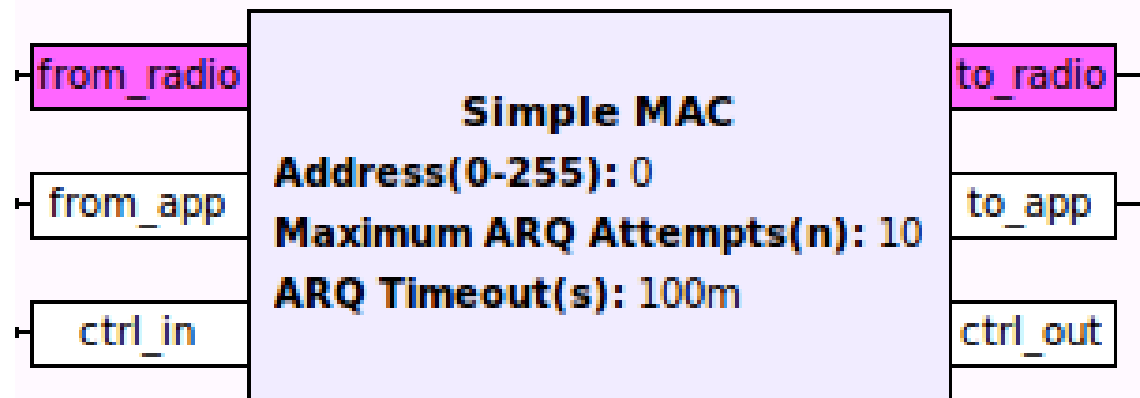 from_radio
to_radio
Simple MAC
Address(0-255): 0
from_app
to_app
Maximum ARQ Attempts(n): 10
ARQ Timeout(s): 100m
ctrl_in
ctrl_out